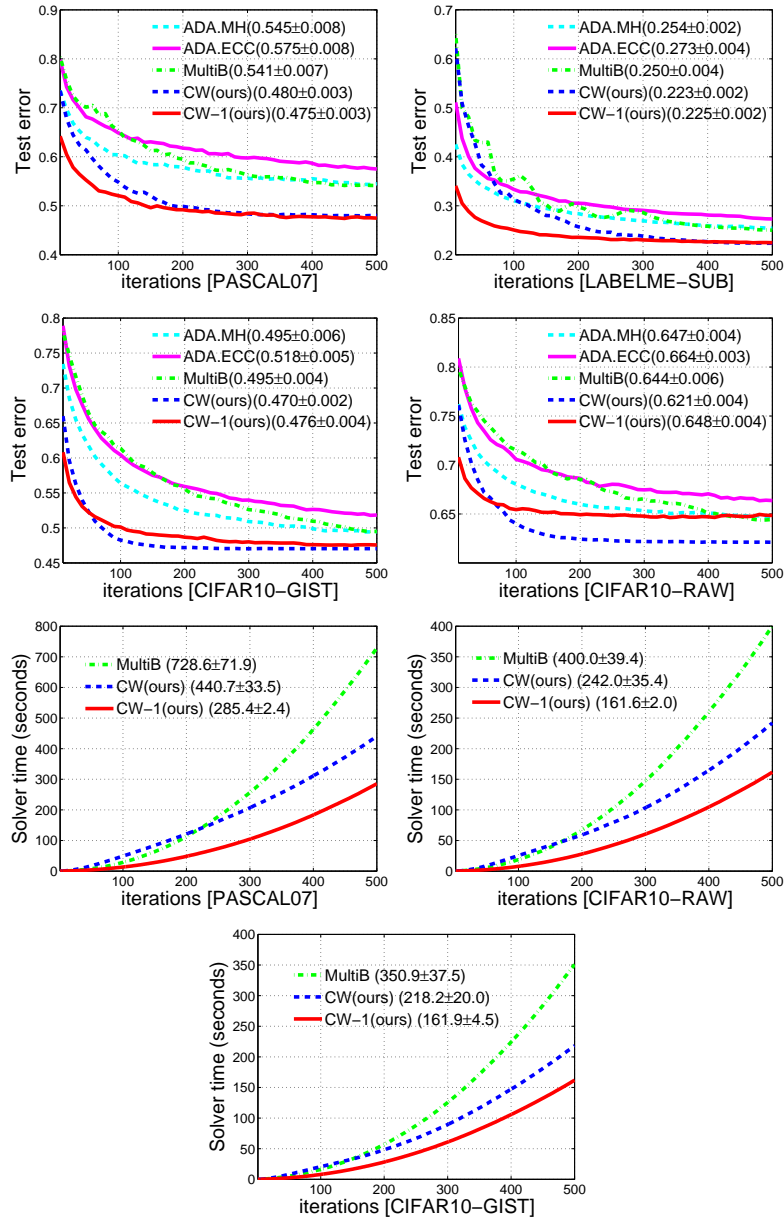 0.9
0.8
0.7
0.6
0.5
0.4
Test error
ADA.MH(0.545±0.008)
ADA.ECC(0.575±0.008)
MultiB(0.541±0.007)
CW(ours)(0.480±0.003)
CW−1(ours)(0.475±0.003)
100 200 300 400 500
iterations [PASCAL07]
0.7
0.6
0.5
0.4
0.3
0.2
Test error
ADA.MH(0.254±0.002)
ADA.ECC(0.273±0.004)
MultiB(0.250±0.004)
CW(ours)(0.223±0.002)
CW−1(ours)(0.225±0.002)
100 200 300 400 500
iterations [LABELME−SUB]
0.8
0.75
0.7
0.65
0.6
0.55
0.5
0.45
Test error
ADA.MH(0.495±0.006)
ADA.ECC(0.518±0.005)
MultiB(0.495±0.004)
CW(ours)(0.470±0.002)
CW−1(ours)(0.476±0.004)
100 200 300 400 500
iterations [CIFAR10−GIST]
0.85
0.8
0.75
0.7
0.65
Test error
ADA.MH(0.647±0.004)
ADA.ECC(0.664±0.003)
MultiB(0.644±0.006)
CW(ours)(0.621±0.004)
CW−1(ours)(0.648±0.004)
100 200 300 400 500
iterations [CIFAR10−RAW]
800
700
600
500
400
300
200
100
0
Solver time (seconds)
MultiB (728.6±71.9)
CW(ours) (440.7±33.5)
CW−1(ours) (285.4±2.4)
100 200 300 400 500
iterations [PASCAL07]
400
350
300
250
200
150
100
50
0
Solver time (seconds)
MultiB (400.0±39.4)
CW(ours) (242.0±35.4)
CW−1(ours) (161.6±2.0)
100 200 300 400 500
iterations [CIFAR10−RAW]
400
350
300
250
200
150
100
50
0
Solver time (seconds)
MultiB (350.9±37.5)
CW(ours) (218.2±20.0)
CW−1(ours) (161.9±4.5)
100 200 300 400 500
iterations [CIFAR10−GIST]